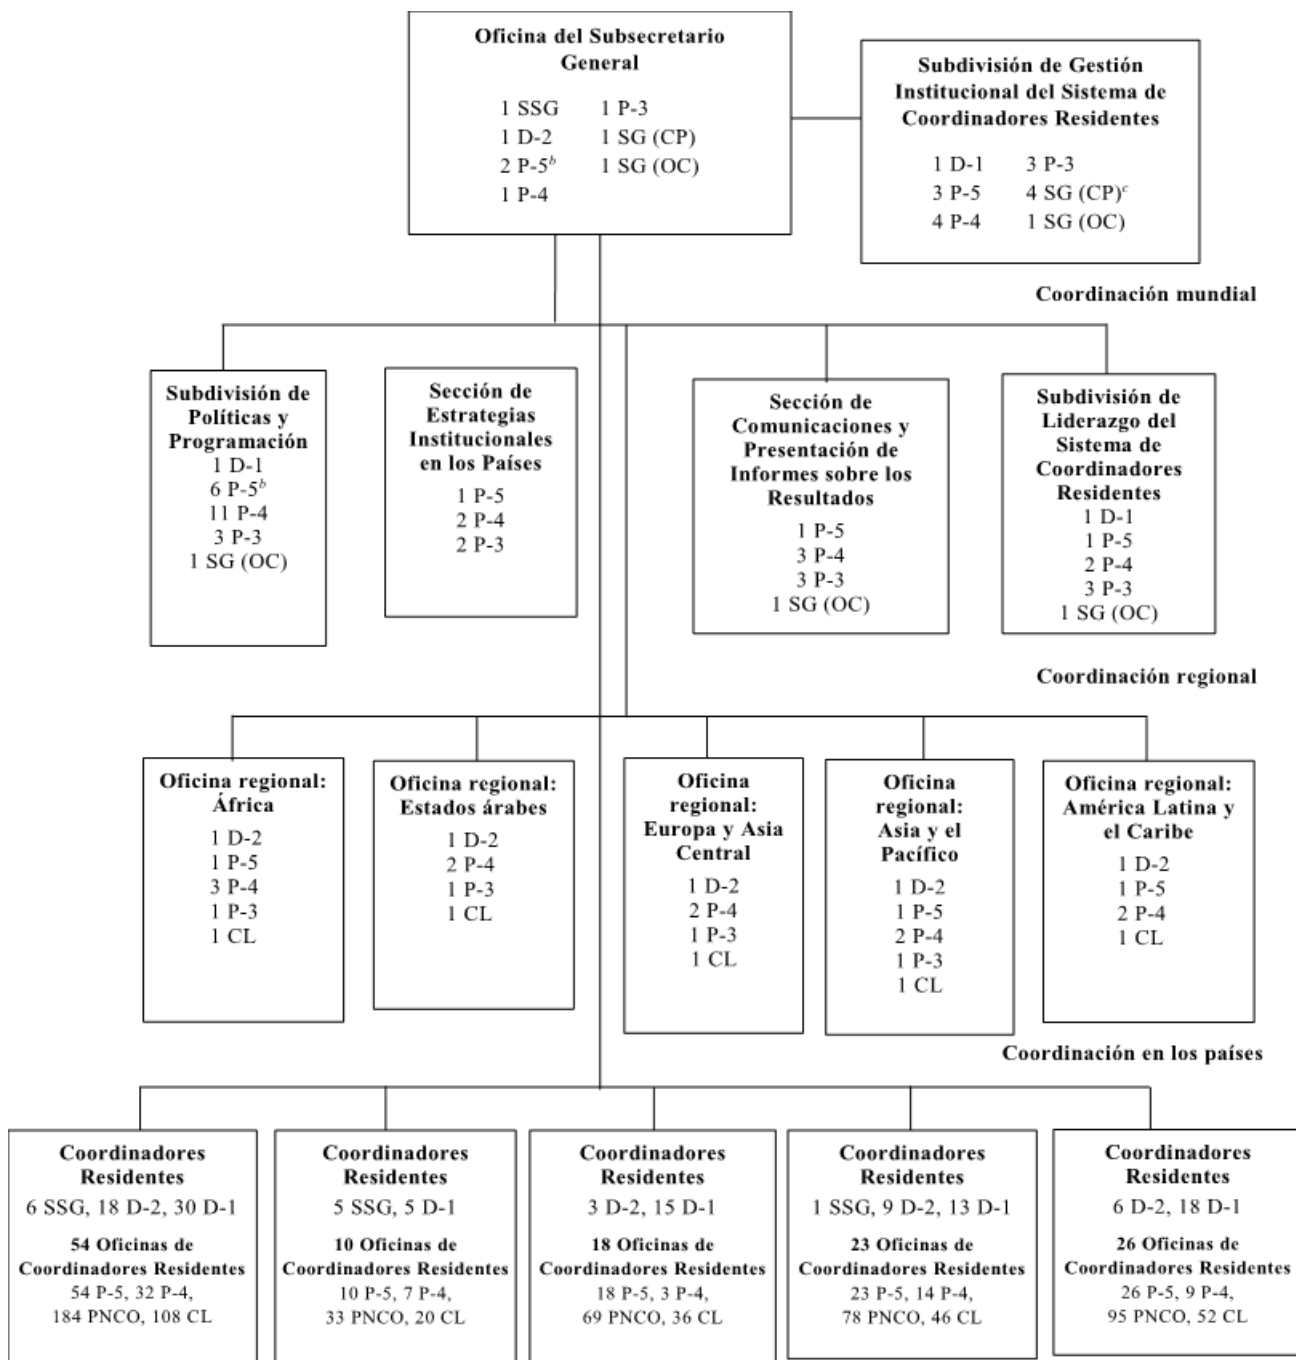 Oficina del Subsecretario
General
1 SSG 1 P-3
1 D-2 1 SG (CP)
2 P-5ᵇ 1 SG (OC)
1 P-4
Subdivisión de Gestión
Institucional del Sistema de
Coordinadores Residentes
1 D-1 3 P-3
3 P-5 4 SG (CP)ᶜ
4 P-4 1 SG (OC)
Coordinación mundial
Subdivisión de
Políticas y
Programación
1 D-1
6 P-5ᵇ
11 P-4
3 P-3
1 SG (OC)
Sección de
Estrategias
Institucionales
en los Países
1 P-5
2 P-4
2 P-3
Sección de
Comunicaciones y
Presentación de
Informes sobre los
Resultados
1 P-5
3 P-4
3 P-3
1 SG (OC)
Subdivisión de
Liderazgo del
Sistema de
Coordinadores
Residentes
1 D-1
1 P-5
2 P-4
3 P-3
1 SG (OC)
Coordinación regional
Oficina regional:
África
1 D-2
1 P-5
3 P-4
1 P-3
1 CL
Oficina regional:
Estados árabes
1 D-2
2 P-4
1 P-3
1 CL
Oficina
regional:
Europa y Asia
Central
1 D-2
2 P-4
1 P-3
1 CL
Oficina
regional:
Asia y el
Pacífico
1 D-2
1 P-5
2 P-4
1 P-3
1 CL
Oficina regional:
América Latina y
el Caribe
1 D-2
1 P-5
2 P-4
1 CL
Coordinación en los países
Coordinadores
Residentes
6 SSG, 18 D-2, 30 D-1
54 Oficinas de
Coordinadores Residentes
54 P-5, 32 P-4,
184 PNCO, 108 CL
Coordinadores
Residentes
5 SSG, 5 D-1
10 Oficinas de
Coordinadores Residentes
10 P-5, 7 P-4,
33 PNCO, 20 CL
Coordinadores
Residentes
3 D-2, 15 D-1
18 Oficinas de
Coordinadores Residentes
18 P-5, 3 P-4,
69 PNCO, 36 CL
Coordinadores
Residentes
1 SSG, 9 D-2, 13 D-1
23 Oficinas de
Coordinadores Residentes
23 P-5, 14 P-4,
78 PNCO, 46 CL
Coordinadores
Residentes
6 D-2, 18 D-1
26 Oficinas de
Coordinadores Residentes
26 P-5, 9 P-4,
95 PNCO, 52 CL